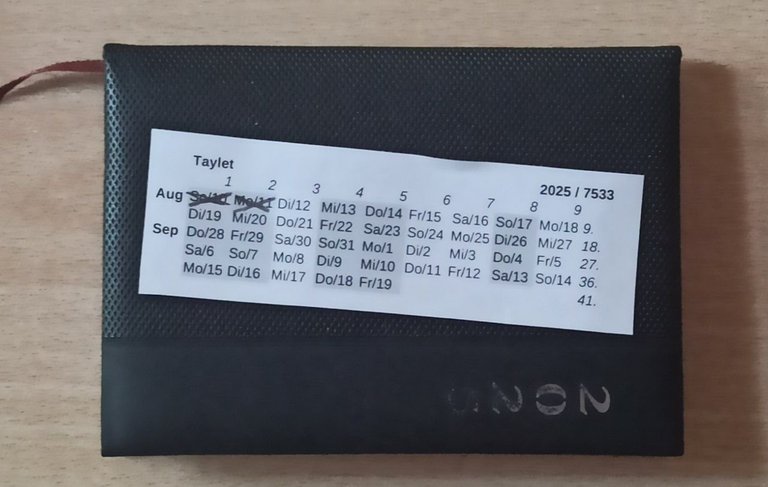 Taylet 2025 / 7533
1 2 3 4 5 6 7 8 9
Aug So/10 Mo/11 Di/12 Mi/13 Do/14 Fr/15 Sa/16 So/17 Mo/18 9.
Di/19 Mi/20 Do/21 Fr/22 Sa/23 So/24 Mo/25 Di/26 Mi/27 18.
Sep Do/28 Fr/29 Sa/30 So/31 Mo/1 Di/2 Mi/3 Do/4 Fr/5 27.
Sa/6 So/7 Mo/8 Di/9 Mi/10 Do/11 Fr/12 Sa/13 So/14 36.
Mo/15 Di/16 Mi/17 Do/18 Fr/19 41.
2025